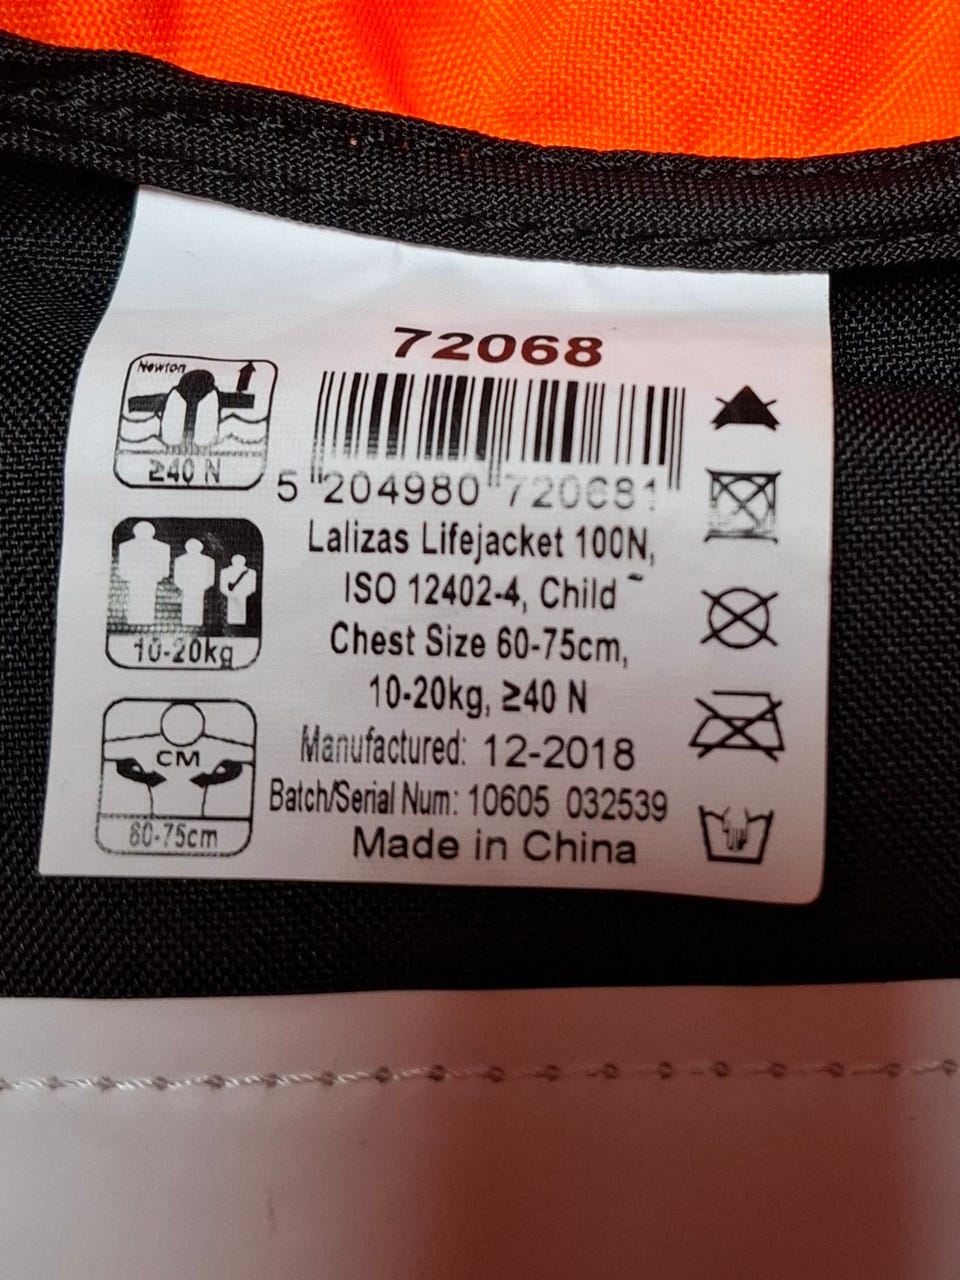 72068
Newton
≥40 N
5 204980 720681
Lalizas Lifejacket 100N,
ISO 12402-4, Child
Chest Size 60-75cm,
10-20kg, ≥40 N
Manufactured: 12-2018
Batch/Serial Num: 10605 032539
Made in China
10-20kg
CM
60-75cm